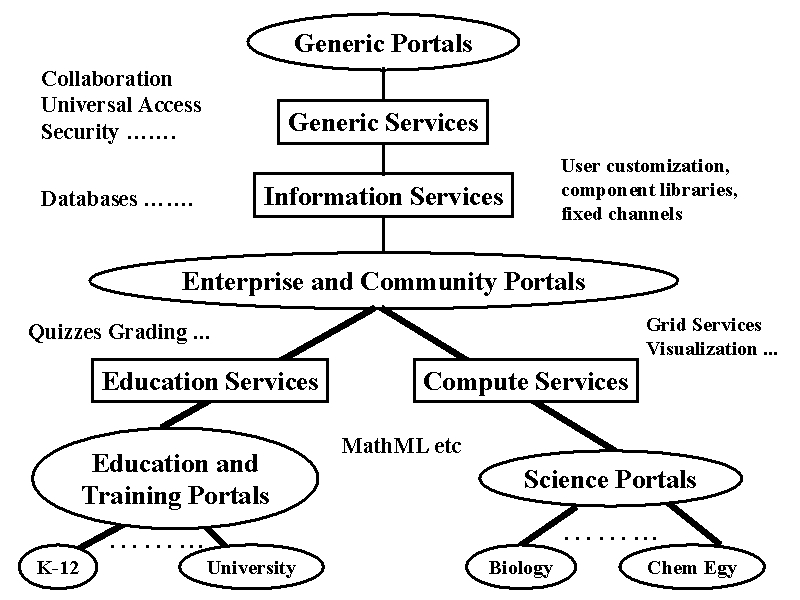 Generic Portals
Collaboration
Universal Access
Security …….
Generic Services
User customization,
component libraries,
fixed channels
Databases …….
Information Services
Enterprise and Community Portals
Quizzes Grading ...
Grid Services
Visualization ...
Education Services
Compute Services
MathML etc
Education and
Training Portals
Science Portals
K-12
………
University
Biology
………
Chem Egy